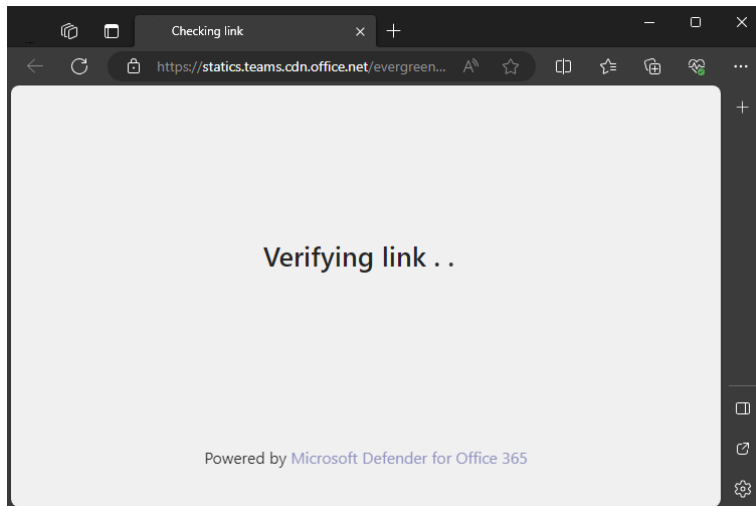 Checking link
https://statics.teams.cdn.office.net/evergreen...
Verifying link . .
Powered by Microsoft Defender for Office 365